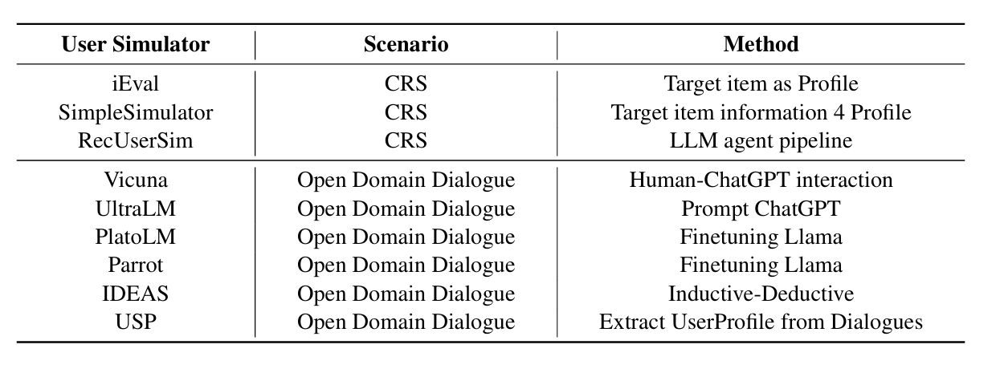 User Simulator Scenario Method
iEval CRS Target item as Profile
SimpleSimulator CRS Target item information 4 Profile
RecUserSim CRS LLM agent pipeline
Vicuna Open Domain Dialogue Human-ChatGPT interaction
UltraLM Open Domain Dialogue Prompt ChatGPT
PlatoLM Open Domain Dialogue Finetuning Llama
Parrot Open Domain Dialogue Finetuning Llama
IDEAS Open Domain Dialogue Inductive-Deductive
USP Open Domain Dialogue Extract UserProfile from Dialogues